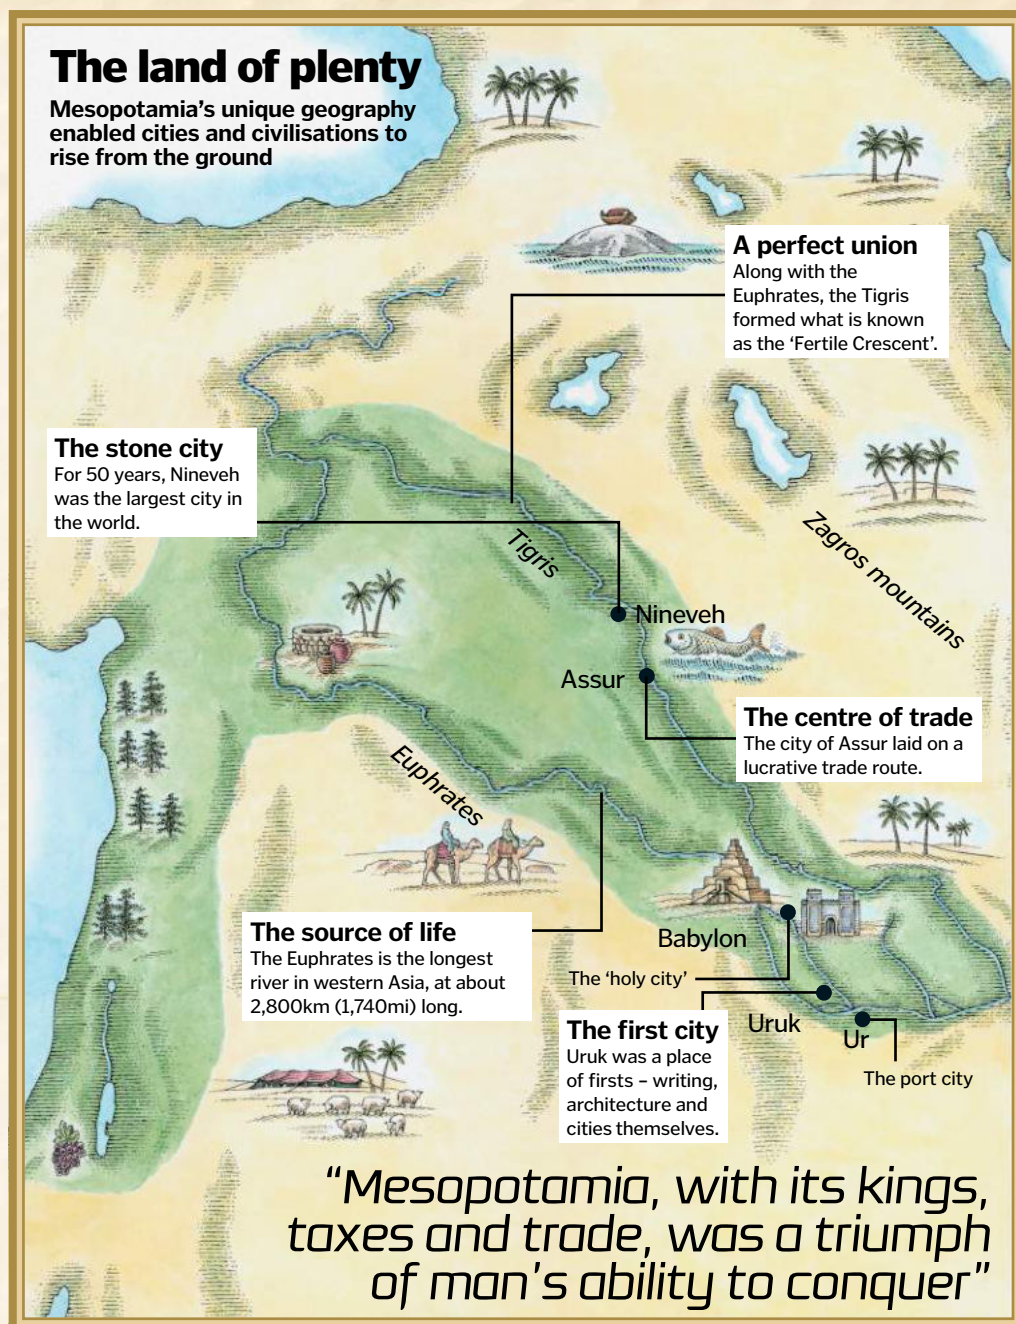 The land of plenty
Mesopotamia's unique geography
enabled cities and civilisations to
rise from the ground
A perfect union
Along with the
Euphrates, the Tigris
formed what is known
as the 'Fertile Crescent'.
The stone city
For 50 years, Nineveh
was the largest city in
the world.
Tigris
Zagros mountains
Nineveh
Assur
The centre of trade
The city of Assur laid on a
lucrative trade route.
Euphrates
The source of life
The Euphrates is the longest
river in western Asia, at about
2,800km (1,740mi) long.
Babylon
The 'holy city'
The first city
Uruk was a place
of firsts – writing,
architecture and
cities themselves.
Uruk
Ur
The port city
"Mesopotamia, with its kings,
taxes and trade, was a triumph
of man's ability to conquer"